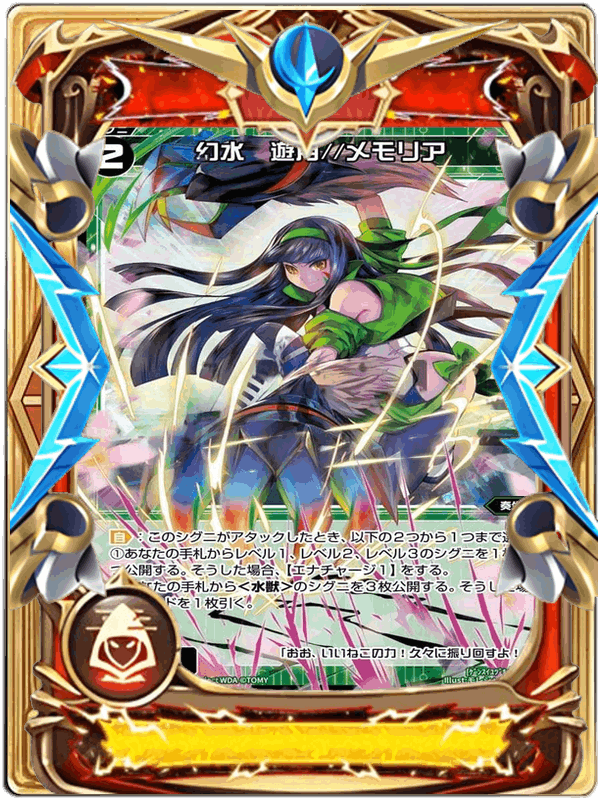 2
幻水 遊月//メモリア
奏
自:このシグニがアタックしたとき、以下の2つから1つまで
①あなたの手札からレベル1、レベル2、レベル3のシグニを1
公開する。そうした場合、【エナチャージ1】をする。
なたの手札から<水獣>のシグニを3枚公開する。そうし
ドを1枚引く。
「おお、いいねこの力!久々に振り回すよ!
WDA ©TOMY
Illust: